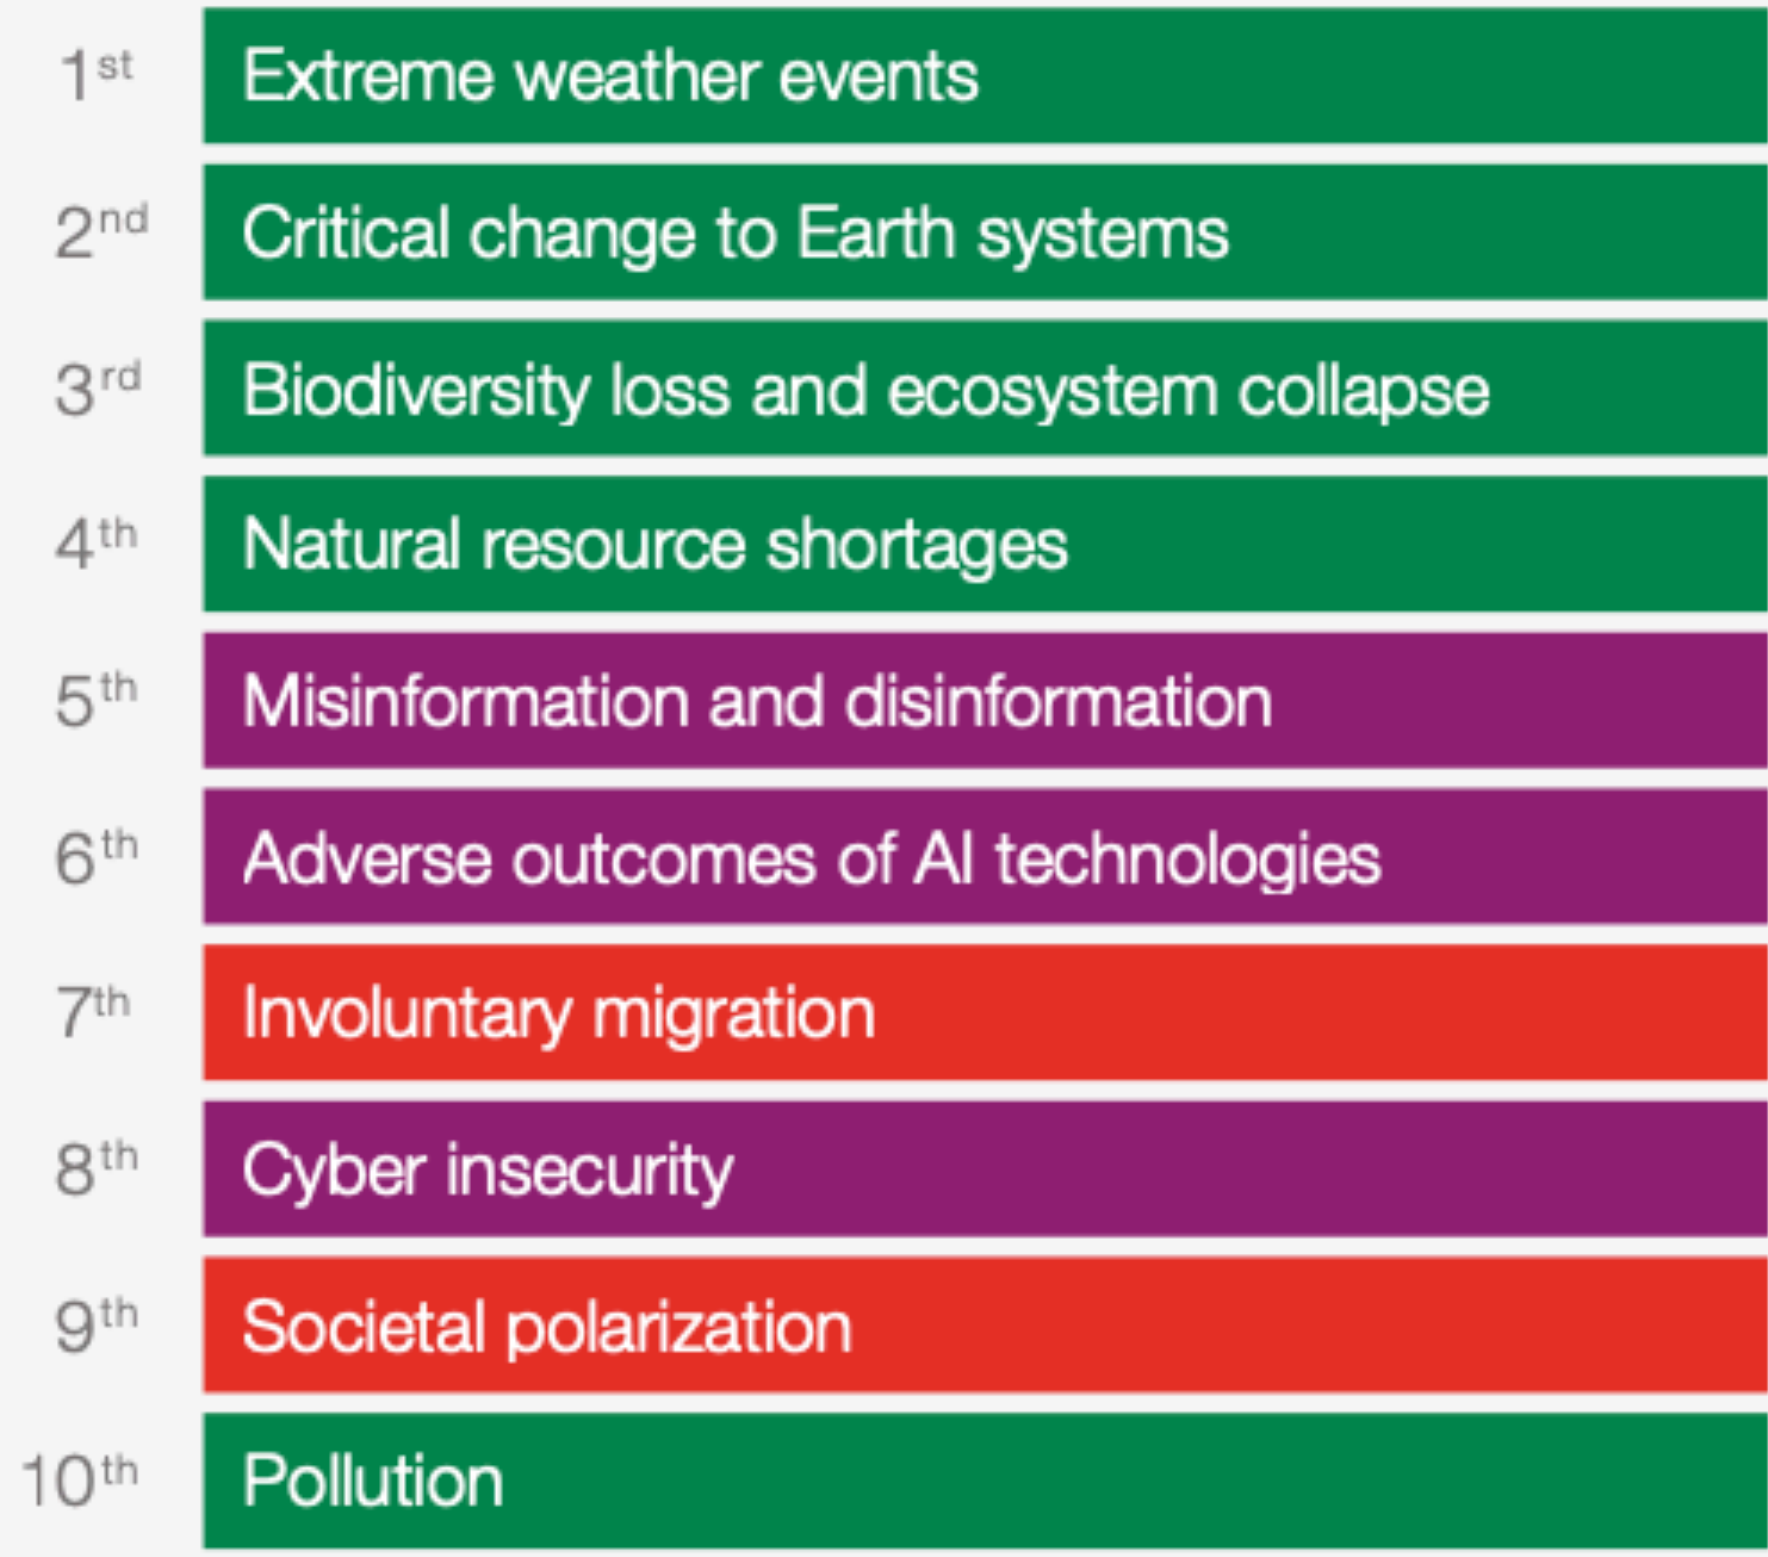 1st Extreme weather events
2nd Critical change to Earth systems
3rd Biodiversity loss and ecosystem collapse
4th Natural resource shortages
5th Misinformation and disinformation
6th Adverse outcomes of AI technologies
7th Involuntary migration
8th Cyber insecurity
9th Societal polarization
10th Pollution